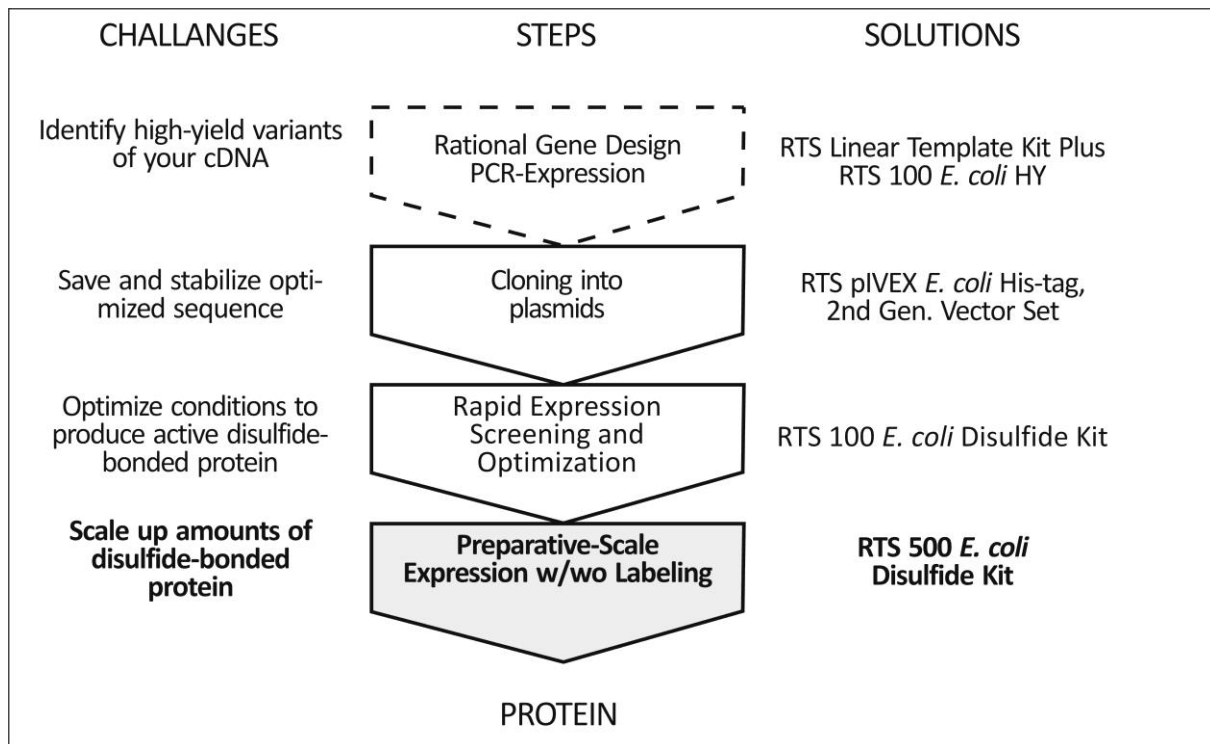 CHALLANGES
STEPS
SOLUTIONS
Identify high-yield variants
of your cDNA
Rational Gene Design
PCR-Expression
RTS Linear Template Kit Plus
RTS 100 E. coli HY
Save and stabilize opti-
mized sequence
Cloning into
plasmids
RTS pIVEX E. coli His-tag,
2nd Gen. Vector Set
Optimize conditions to
produce active disulfide-
bonded protein
Rapid Expression
Screening and
Optimization
RTS 100 E. coli Disulfide Kit
Scale up amounts of
disulfide-bonded
protein
Preparative-Scale
Expression w/wo Labeling
RTS 500 E. coli
Disulfide Kit
PROTEIN